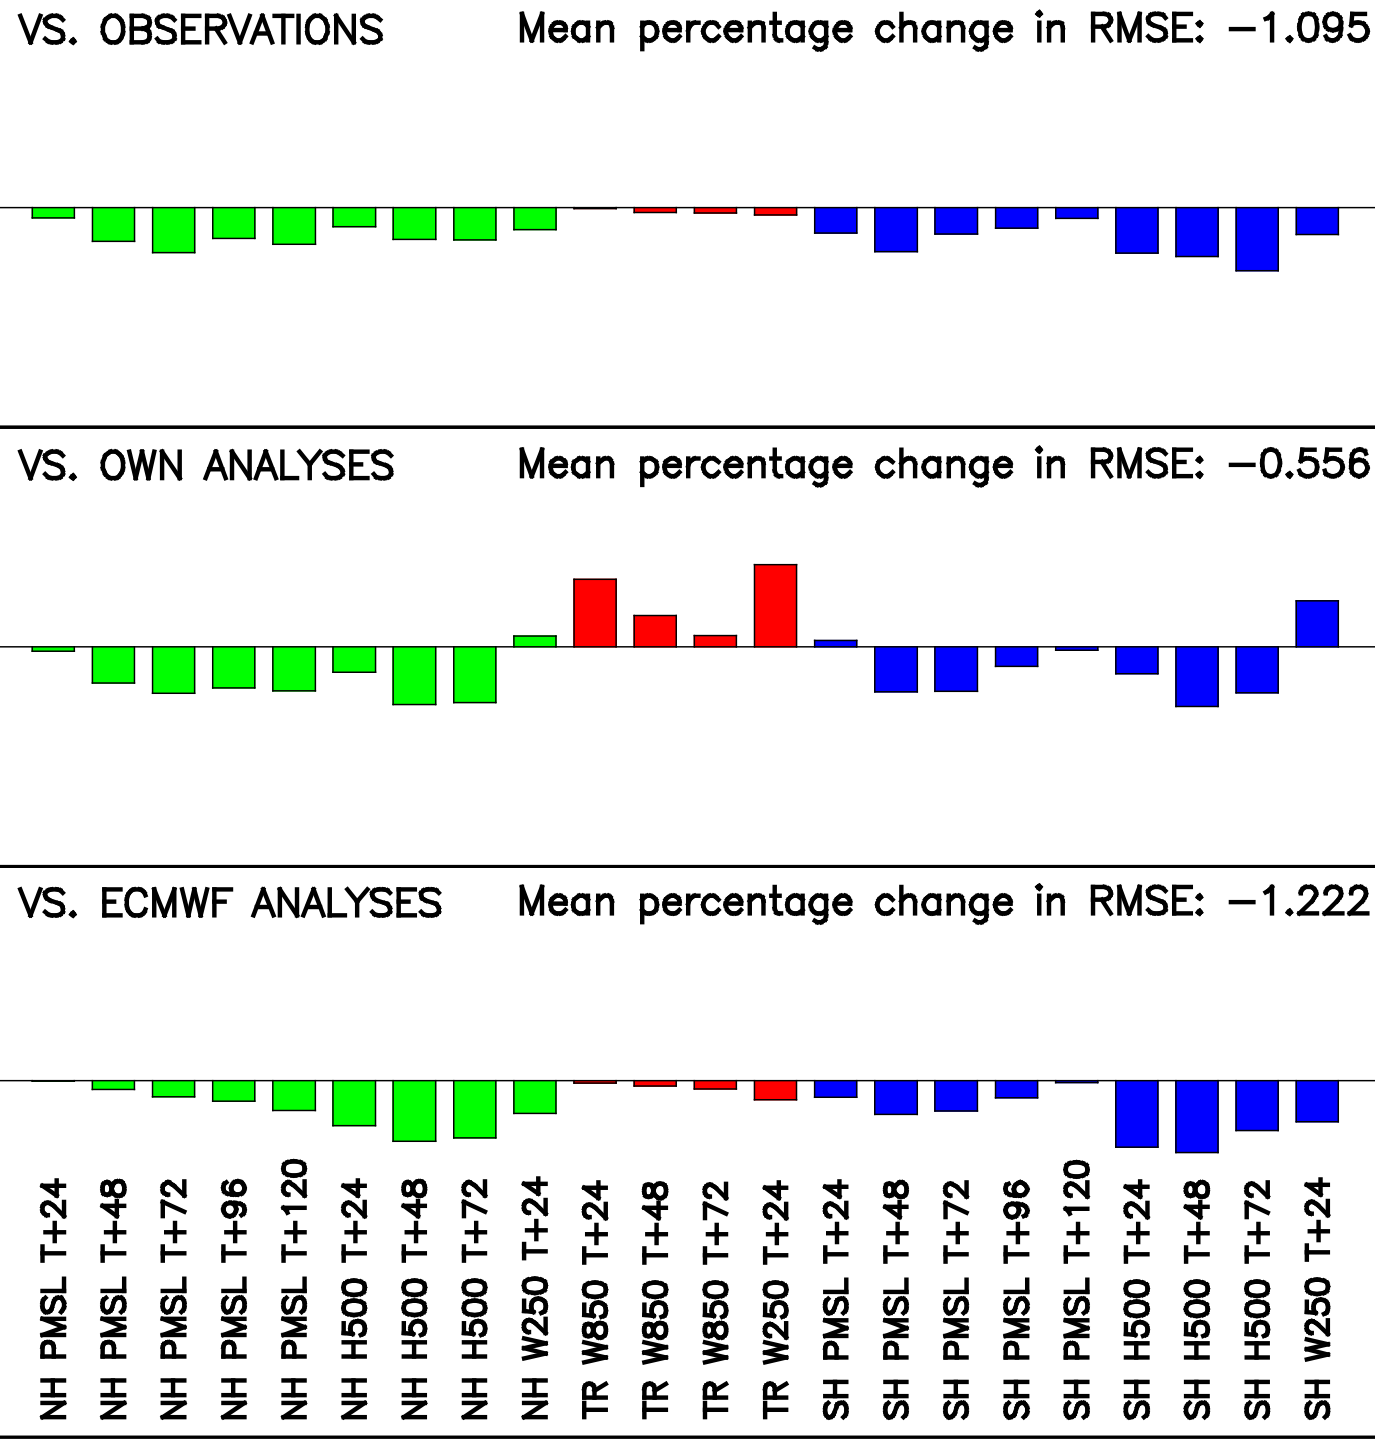 VS. OBSERVATIONS Mean percentage change in RMSE: −1.095
VS. OWN ANALYSES Mean percentage change in RMSE: −0.556
VS. ECMWF ANALYSES Mean percentage change in RMSE: −1.222
NH PMSL T+24
NH PMSL T+48
NH PMSL T+72
NH PMSL T+96
NH PMSL T+120
NH H500 T+24
NH H500 T+48
NH H500 T+72
NH W250 T+24
TR W850 T+24
TR W850 T+48
TR W850 T+72
TR W250 T+24
SH PMSL T+24
SH PMSL T+48
SH PMSL T+72
SH PMSL T+96
SH PMSL T+120
SH H500 T+24
SH H500 T+48
SH H500 T+72
SH W250 T+24